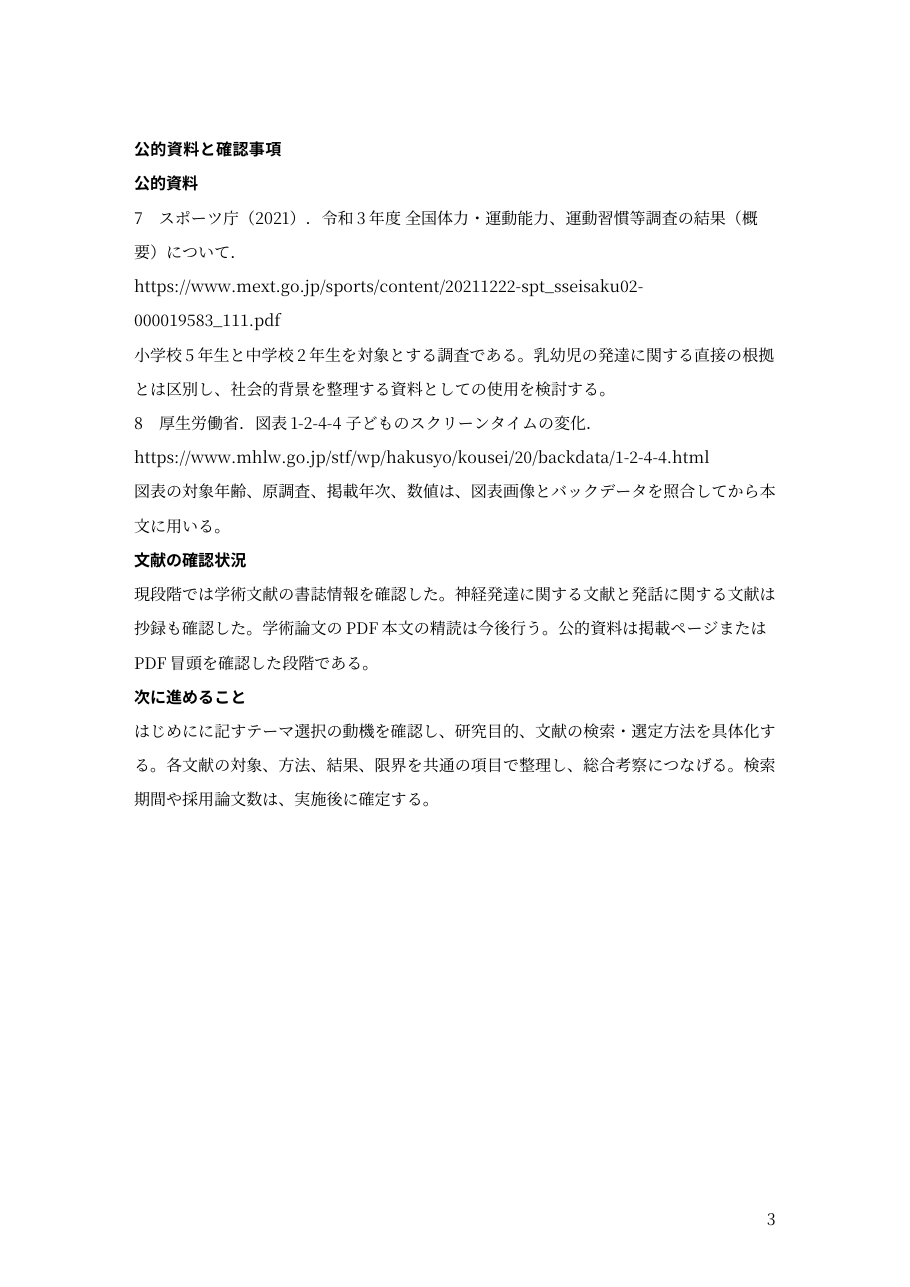 公的資料と確認事項
公的資料
7　スポーツ庁（2021）．令和 3 年度 全国体力・運動能力、運動習慣等調査の結果（概
要）について．
https://www.mext.go.jp/sports/content/20211222-spt_sseisaku02-
000019583_111.pdf
小学校 5 年生と中学校 2 年生を対象とする調査である。乳幼児の発達に関する直接の根拠
とは区別し、社会的背景を整理する資料としての使用を検討する。
8　厚生労働省．図表 1-2-4-4 子どものスクリーンタイムの変化．
https://www.mhlw.go.jp/stf/wp/hakusyo/kousei/20/backdata/1-2-4-4.html
図表の対象年齢、原調査、掲載年次、数値は、図表画像とバックデータを照合してから本
文に用いる。
文献の確認状況
現段階では学術文献の書誌情報を確認した。神経発達に関する文献と発話に関する文献は
抄録も確認した。学術論文の PDF 本文の精読は今後行う。公的資料は掲載ページまたは
PDF 冒頭を確認した段階である。
次に進めること
はじめにに記すテーマ選択の動機を確認し、研究目的、文献の検索・選定方法を具体化す
る。各文献の対象、方法、結果、限界を共通の項目で整理し、総合考察につなげる。検索
期間や採用論文数は、実施後に確定する。
3